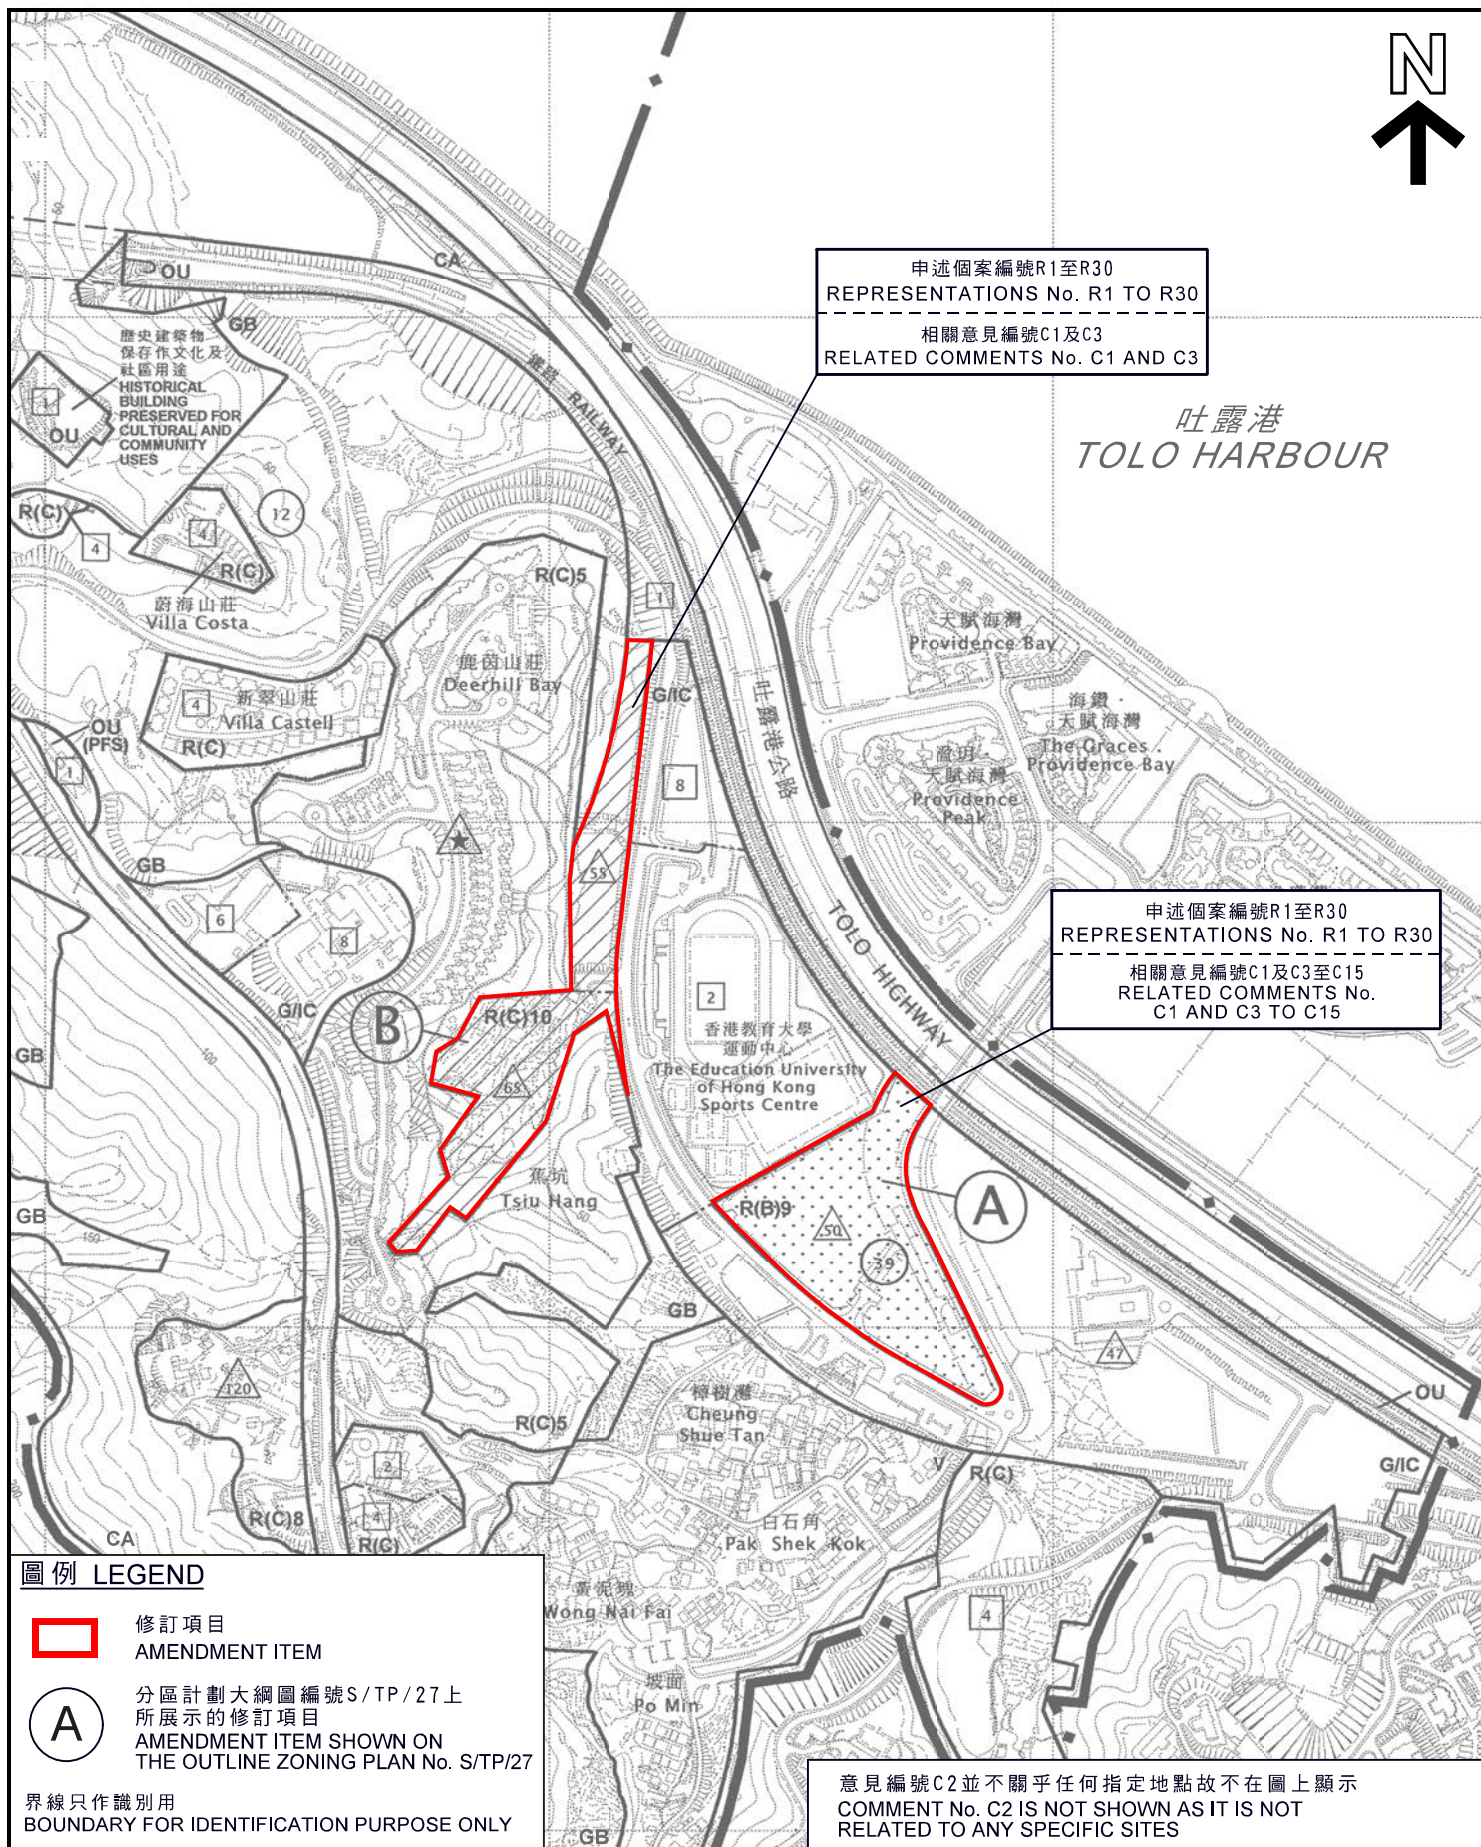 N
申述個案編號R1至R30
REPRESENTATIONS No. R1 TO R30
相關意見編號C1及C3
RELATED COMMENTS No. C1 AND C3
吐露港
TOLO HARBOUR
CA
OU
GB
歷史建築物
保存作文化及
社區用途
HISTORICAL
BUILDING
PRESERVED FOR
CULTURAL AND
COMMUNITY
USES
1
OU
鐵路 RAILWAY
R(C)
4
4
12
R(C)
蔚海山莊
Villa Costa
R(C)5
1
鹿茵山莊
Deerhill Bay
G/IC
4
新翠山莊
Villa Castell
R(C)
OU
(PFS)
1
8
吐露港公路
TOLO HIGHWAY
天賦海灣
Providence Bay
海鑽．
天賦海灣
The Graces .
Providence Bay
盈玥．
天賦海灣
Providence
Peak
GB
55
6
8
G/IC
B
R(C)10
65
2
香港教育大學
運動中心
The Education University
of Hong Kong
Sports Centre
申述個案編號R1至R30
REPRESENTATIONS No. R1 TO R30
相關意見編號C1及C3至C15
RELATED COMMENTS No.
C1 AND C3 TO C15
GB
100
蕉坑
Tsiu Hang
50
R(B)9
50
39
A
GB
150
GB
47
OU
120
樟樹灘
Cheung
Shue Tan
R(C)5
2
4
R(C)8
R(C)
CA
V
R(C)
G/IC
白石角
Pak Shek Kok
黃泥塊
Wong Nai Fai
4
坡面
Po Min
GB
圖例 LEGEND
修訂項目
AMENDMENT ITEM
A
分區計劃大綱圖編號S/TP/27上
所展示的修訂項目
AMENDMENT ITEM SHOWN ON
THE OUTLINE ZONING PLAN No. S/TP/27
界線只作識別用
BOUNDARY FOR IDENTIFICATION PURPOSE ONLY
意見編號C2並不關乎任何指定地點故不在圖上顯示
COMMENT No. C2 IS NOT SHOWN AS IT IS NOT
RELATED TO ANY SPECIFIC SITES